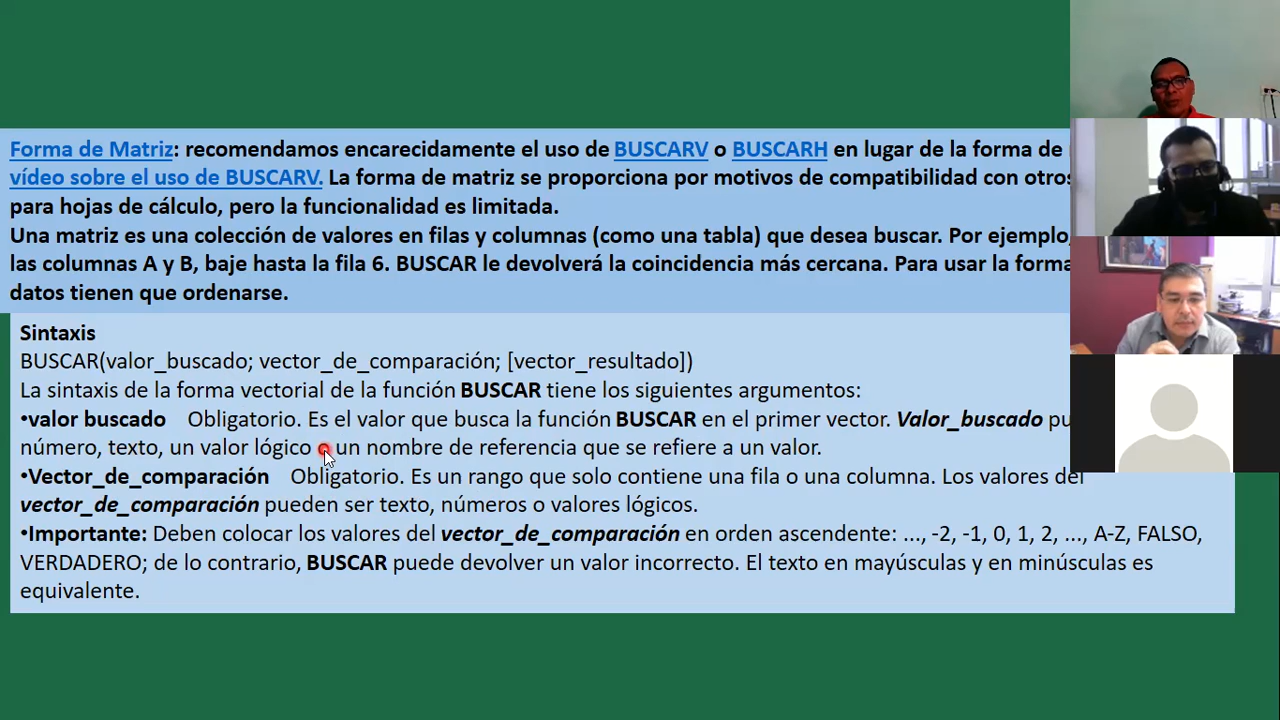 Forma de Matriz: recomendamos encarecidamente el uso de BUSCARV o BUSCARH en lugar de la forma de
vídeo sobre el uso de BUSCARV. La forma de matriz se proporciona por motivos de compatibilidad con otros
para hojas de cálculo, pero la funcionalidad es limitada.
Una matriz es una colección de valores en filas y columnas (como una tabla) que desea buscar. Por ejemplo,
las columnas A y B, baje hasta la fila 6. BUSCAR le devolverá la coincidencia más cercana. Para usar la forma
datos tienen que ordenarse.
Sintaxis
BUSCAR(valor_buscado; vector_de_comparación; [vector_resultado])
La sintaxis de la forma vectorial de la función BUSCAR tiene los siguientes argumentos:
•valor buscado Obligatorio. Es el valor que busca la función BUSCAR en el primer vector. Valor_buscado
número, texto, un valor lógico o un nombre de referencia que se refiere a un valor.
•Vector_de_comparación Obligatorio. Es un rango que solo contiene una fila o una columna. Los valores del
vector_de_comparación pueden ser texto, números o valores lógicos.
•Importante: Deben colocar los valores del vector_de_comparación en orden ascendente: ..., -2, -1, 0, 1, 2, ..., A-Z, FALSO,
VERDADERO; de lo contrario, BUSCAR puede devolver un valor incorrecto. El texto en mayúsculas y en minúsculas es
equivalente.